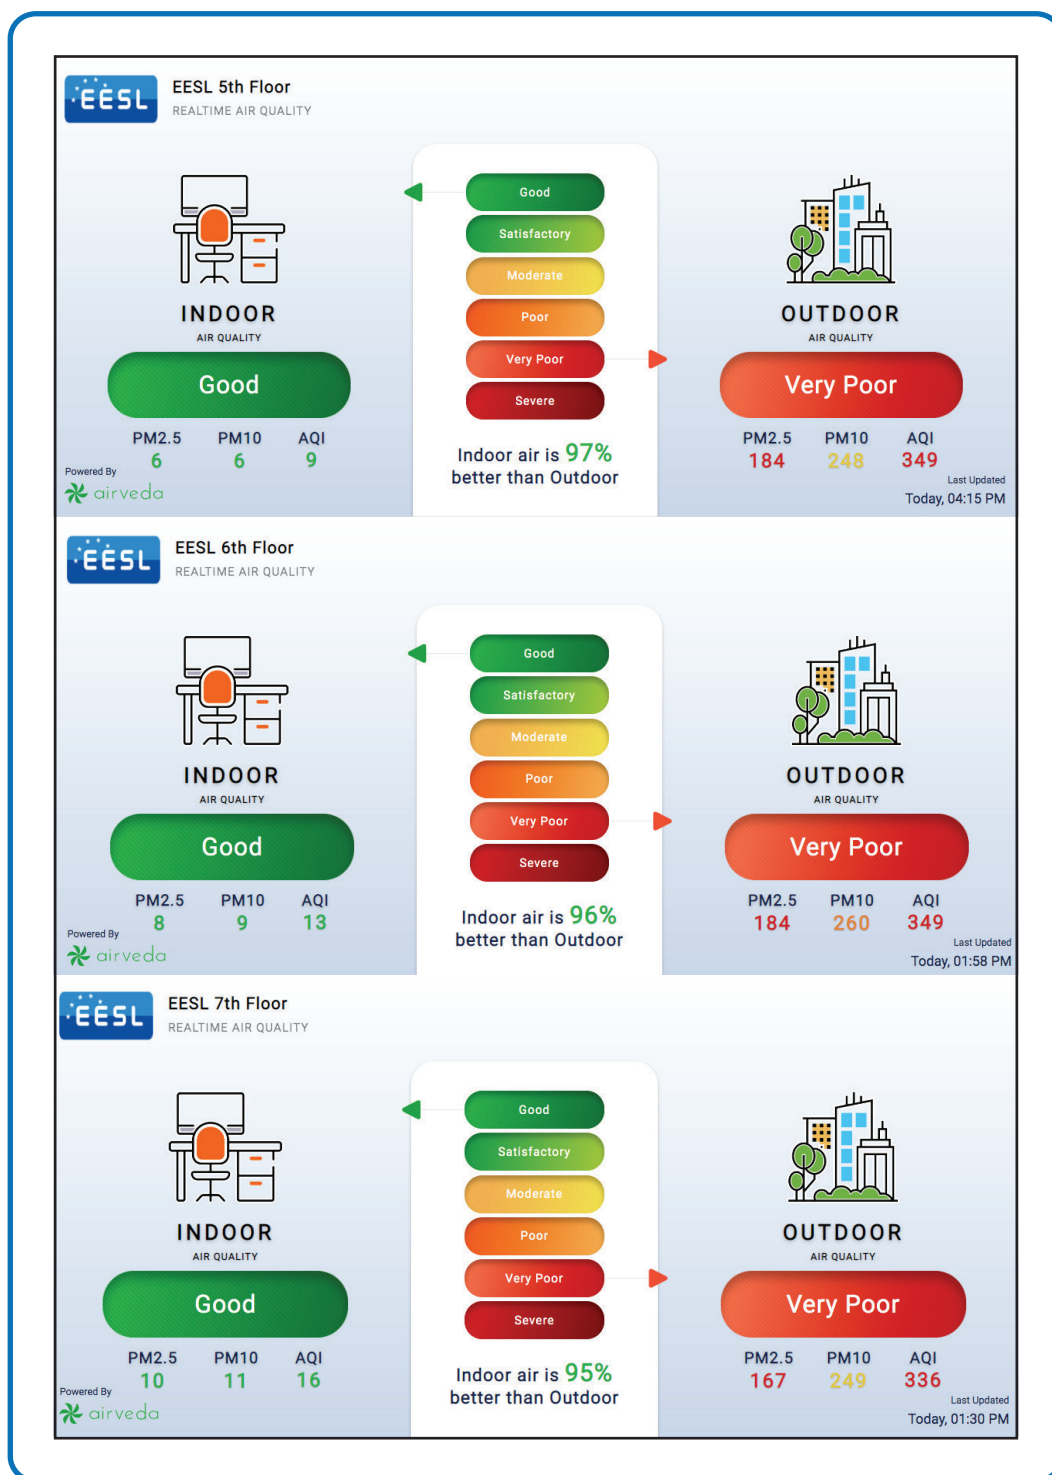 EESL
EESL 5th Floor
REALTIME AIR QUALITY
Good
Satisfactory
Moderate
Poor
Very Poor
Severe
INDOOR
AIR QUALITY
Good
PM2.5 PM10 AQI
6 6 9
Powered By
airveda
Indoor air is 97%
better than Outdoor
OUTDOOR
AIR QUALITY
Very Poor
PM2.5 PM10 AQI
184 248 349
Last Updated
Today, 04:15 PM
EESL
EESL 6th Floor
REALTIME AIR QUALITY
Good
Satisfactory
Moderate
Poor
Very Poor
Severe
INDOOR
AIR QUALITY
Good
PM2.5 PM10 AQI
8 9 13
Powered By
airveda
Indoor air is 96%
better than Outdoor
OUTDOOR
AIR QUALITY
Very Poor
PM2.5 PM10 AQI
184 260 349
Last Updated
Today, 01:58 PM
EESL
EESL 7th Floor
REALTIME AIR QUALITY
Good
Satisfactory
Moderate
Poor
Very Poor
Severe
INDOOR
AIR QUALITY
Good
PM2.5 PM10 AQI
10 11 16
Powered By
airveda
Indoor air is 95%
better than Outdoor
OUTDOOR
AIR QUALITY
Very Poor
PM2.5 PM10 AQI
167 249 336
Last Updated
Today, 01:30 PM